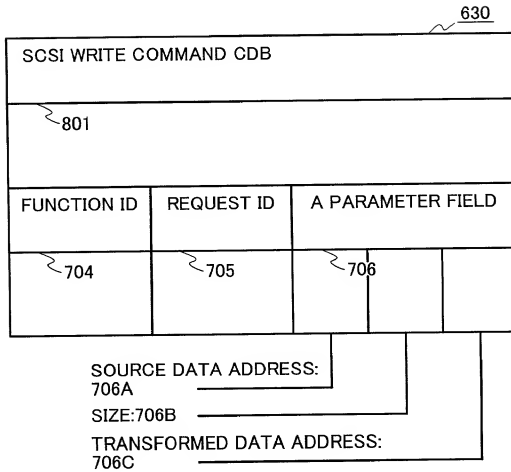 630
SCSI WRITE COMMAND CDB
801
FUNCTION ID REQUEST ID A PARAMETER FIELD
704 705 706
SOURCE DATA ADDRESS:
706A
SIZE:706B
TRANSFORMED DATA ADDRESS:
706C